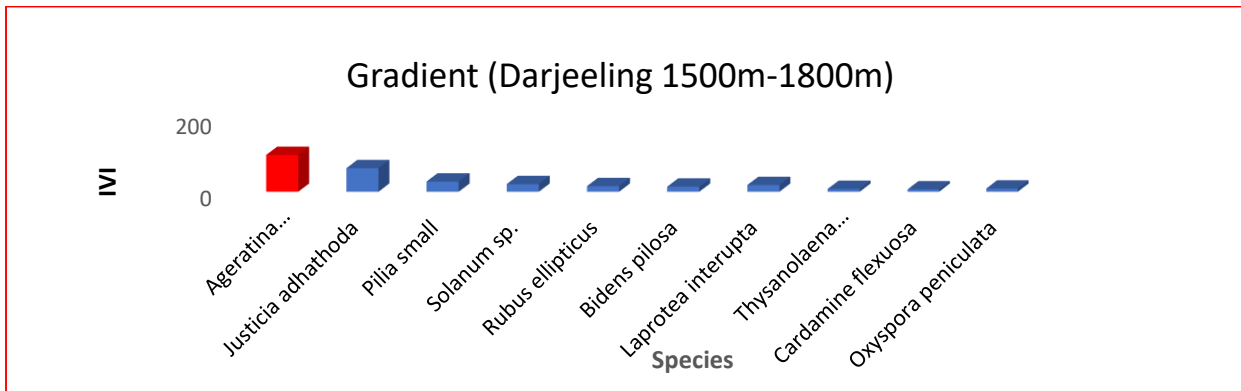 Gradient (Darjeeling 1500m-1800m)
200
0
IVI
Ageratina...
Justicia adhathoda
Pilia small
Solanum sp.
Rubus ellipticus
Bidens pilosa
Laprotea interupta
Thysanolaena...
Cardamine flexuosa
Oxyspora peniculata
Species